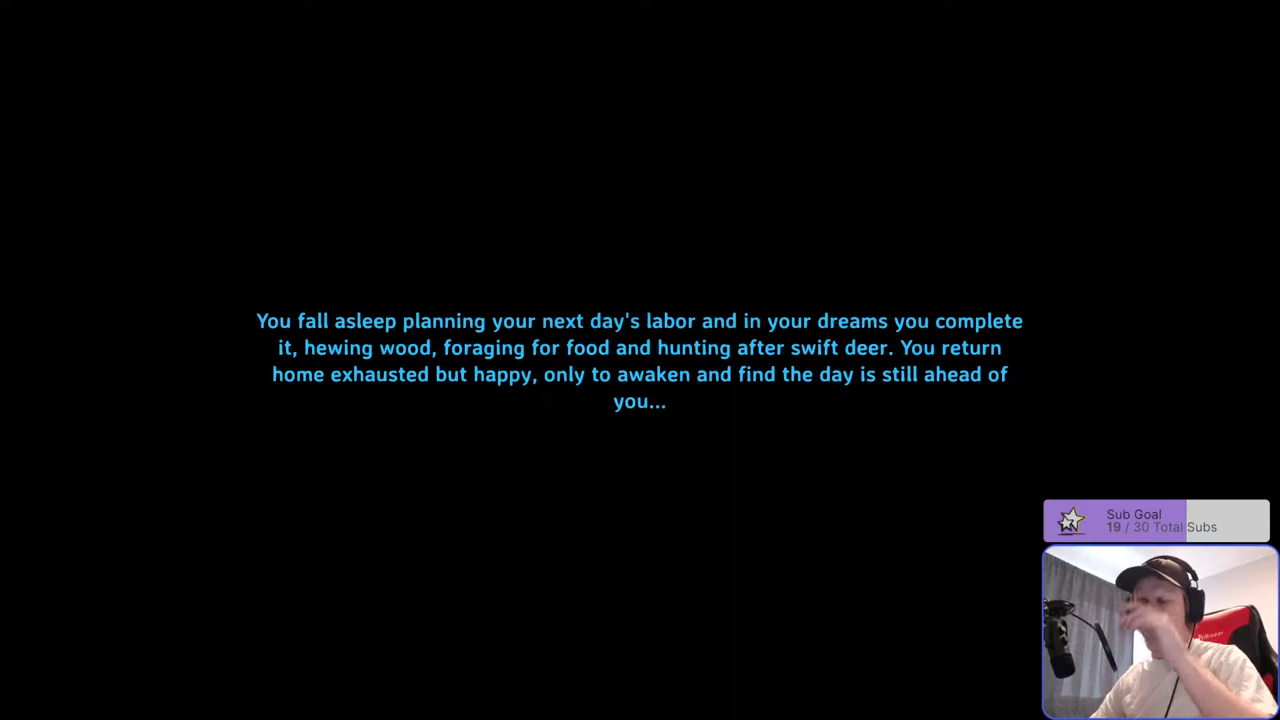 You fall asleep planning your next day's labor and in your dreams you complete
it, hewing wood, foraging for food and hunting after swift deer. You return
home exhausted but happy, only to awaken and find the day is still ahead of
you...
Sub Goal
19 / 30 Total Subs